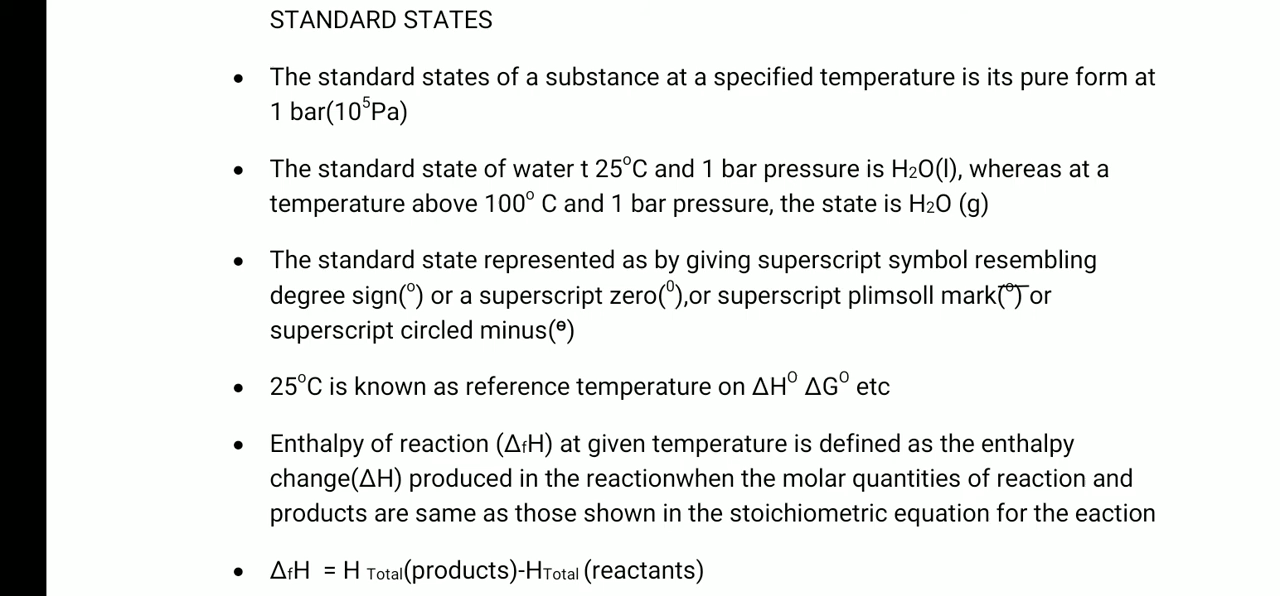 STANDARD STATES
• The standard states of a substance at a specified temperature is its pure form at
1 bar(10⁵Pa)
• The standard state of water t 25⁰C and 1 bar pressure is H₂O(l), whereas at a
temperature above 100⁰ C and 1 bar pressure, the state is H₂O (g)
• The standard state represented as by giving superscript symbol resembling
degree sign(°) or a superscript zero(⁰),or superscript plimsoll mark(°) or
superscript circled minus(ᶿ)
• 25⁰C is known as reference temperature on ΔH⁰ ΔG⁰ etc
• Enthalpy of reaction (ΔfH) at given temperature is defined as the enthalpy
change(ΔH) produced in the reactionwhen the molar quantities of reaction and
products are same as those shown in the stoichiometric equation for the eaction
• ΔfH = H Total(products)-HTotal (reactants)